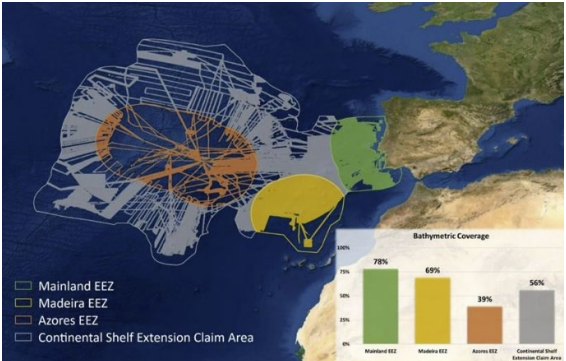 Mainland EEZ
Madeira EEZ
Azores EEZ
Continental Shelf Extension Claim Area
Bathymetric Coverage
100%
75%
50%
25%
0%
78%
69%
39%
56%
Mainland EEZ
Madeira EEZ
Azores EEZ
Continental Shelf
Extension Claim Area